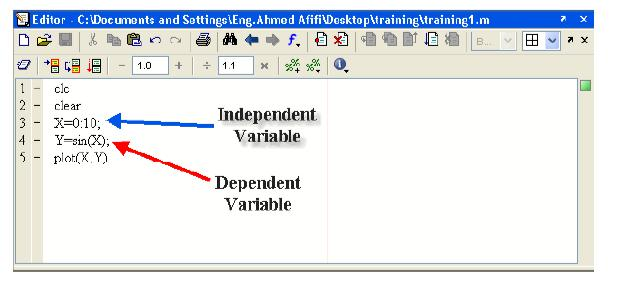 Editor - C:\Documents and Settings\Eng.Ahmed Afifi\Desktop\training\training1.m
B...
1.0
1.1
1 - clc
2 - clear
3 - X=0:10;
4 - Y=sin(X);
5 - plot(X,Y)
Independent
Variable
Dependent
Variable